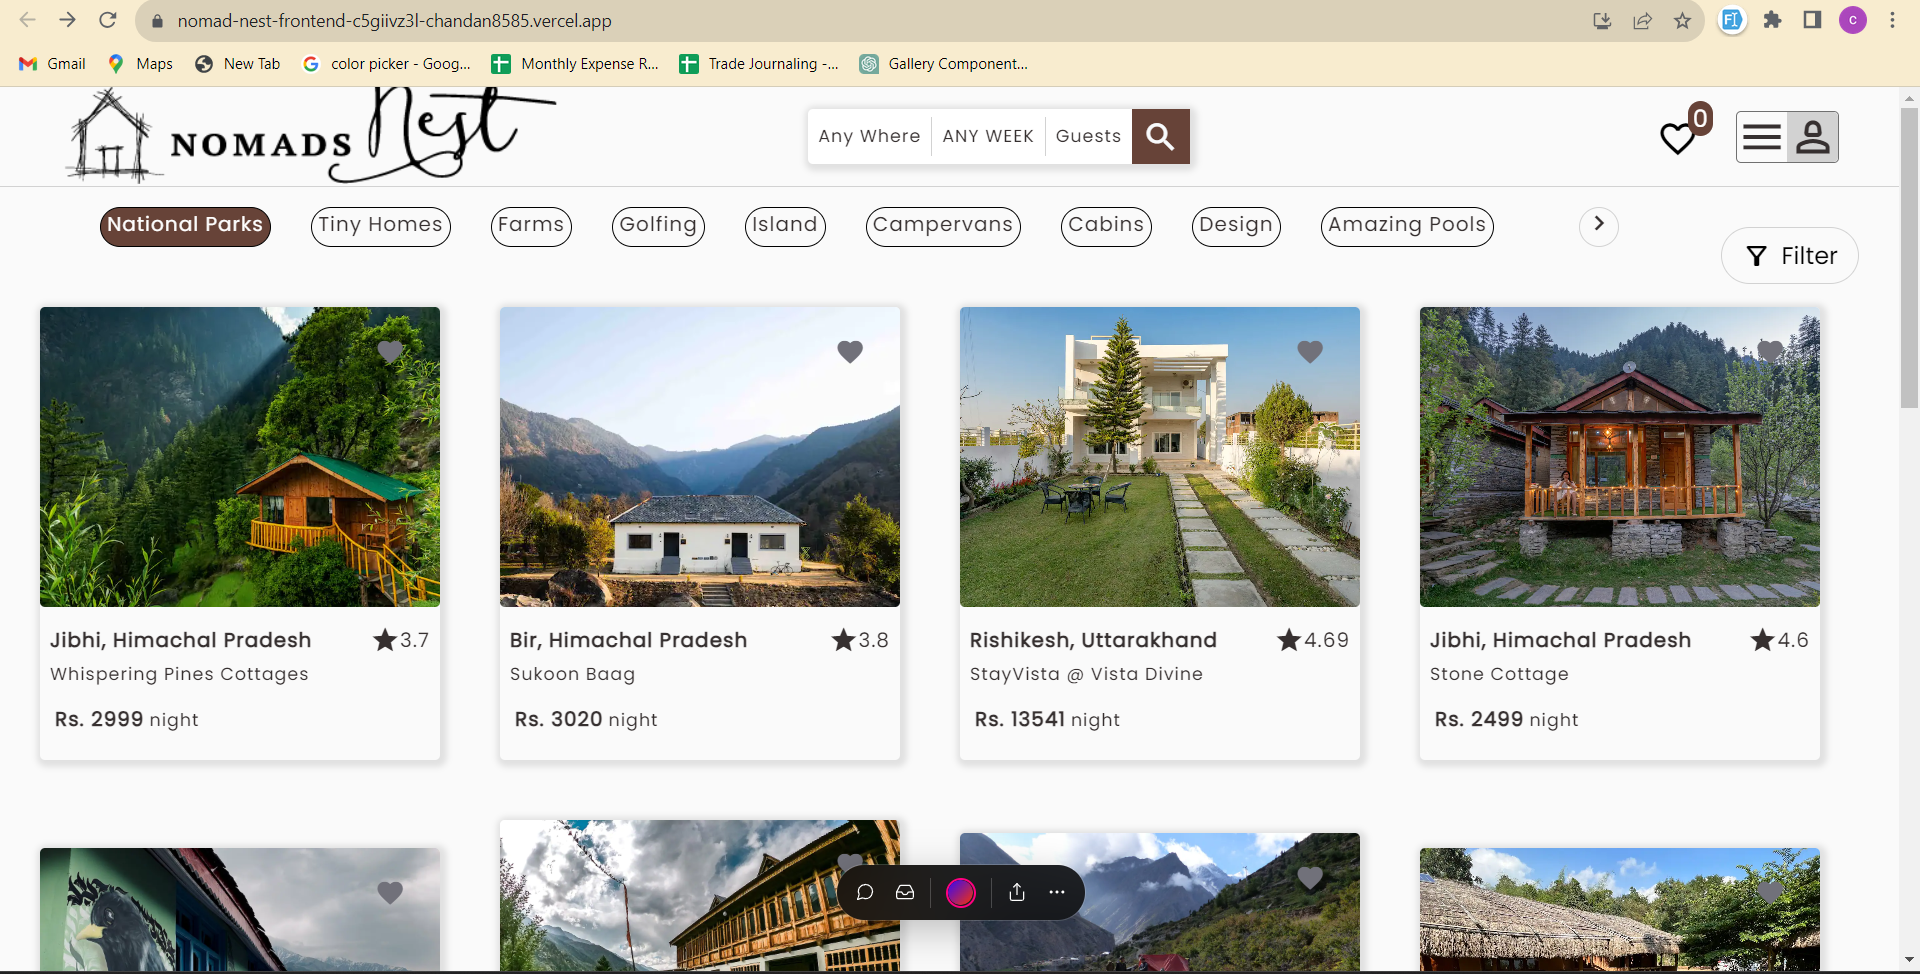 nomad-nest-frontend-c5giivz3l-chandan8585.vercel.app
FI
c
Gmail
Maps
New Tab
color picker - Goog...
Monthly Expense R...
Trade Journaling -...
Gallery Component...
NOMADS Nest
Any Where
ANY WEEK
Guests
0
National Parks
Tiny Homes
Farms
Golfing
Island
Campervans
Cabins
Design
Amazing Pools
Filter
Jibhi, Himachal Pradesh
3.7
Whispering Pines Cottages
Rs. 2999 night
Bir, Himachal Pradesh
3.8
Sukoon Baag
Rs. 3020 night
Rishikesh, Uttarakhand
4.69
StayVista @ Vista Divine
Rs. 13541 night
Jibhi, Himachal Pradesh
4.6
Stone Cottage
Rs. 2499 night